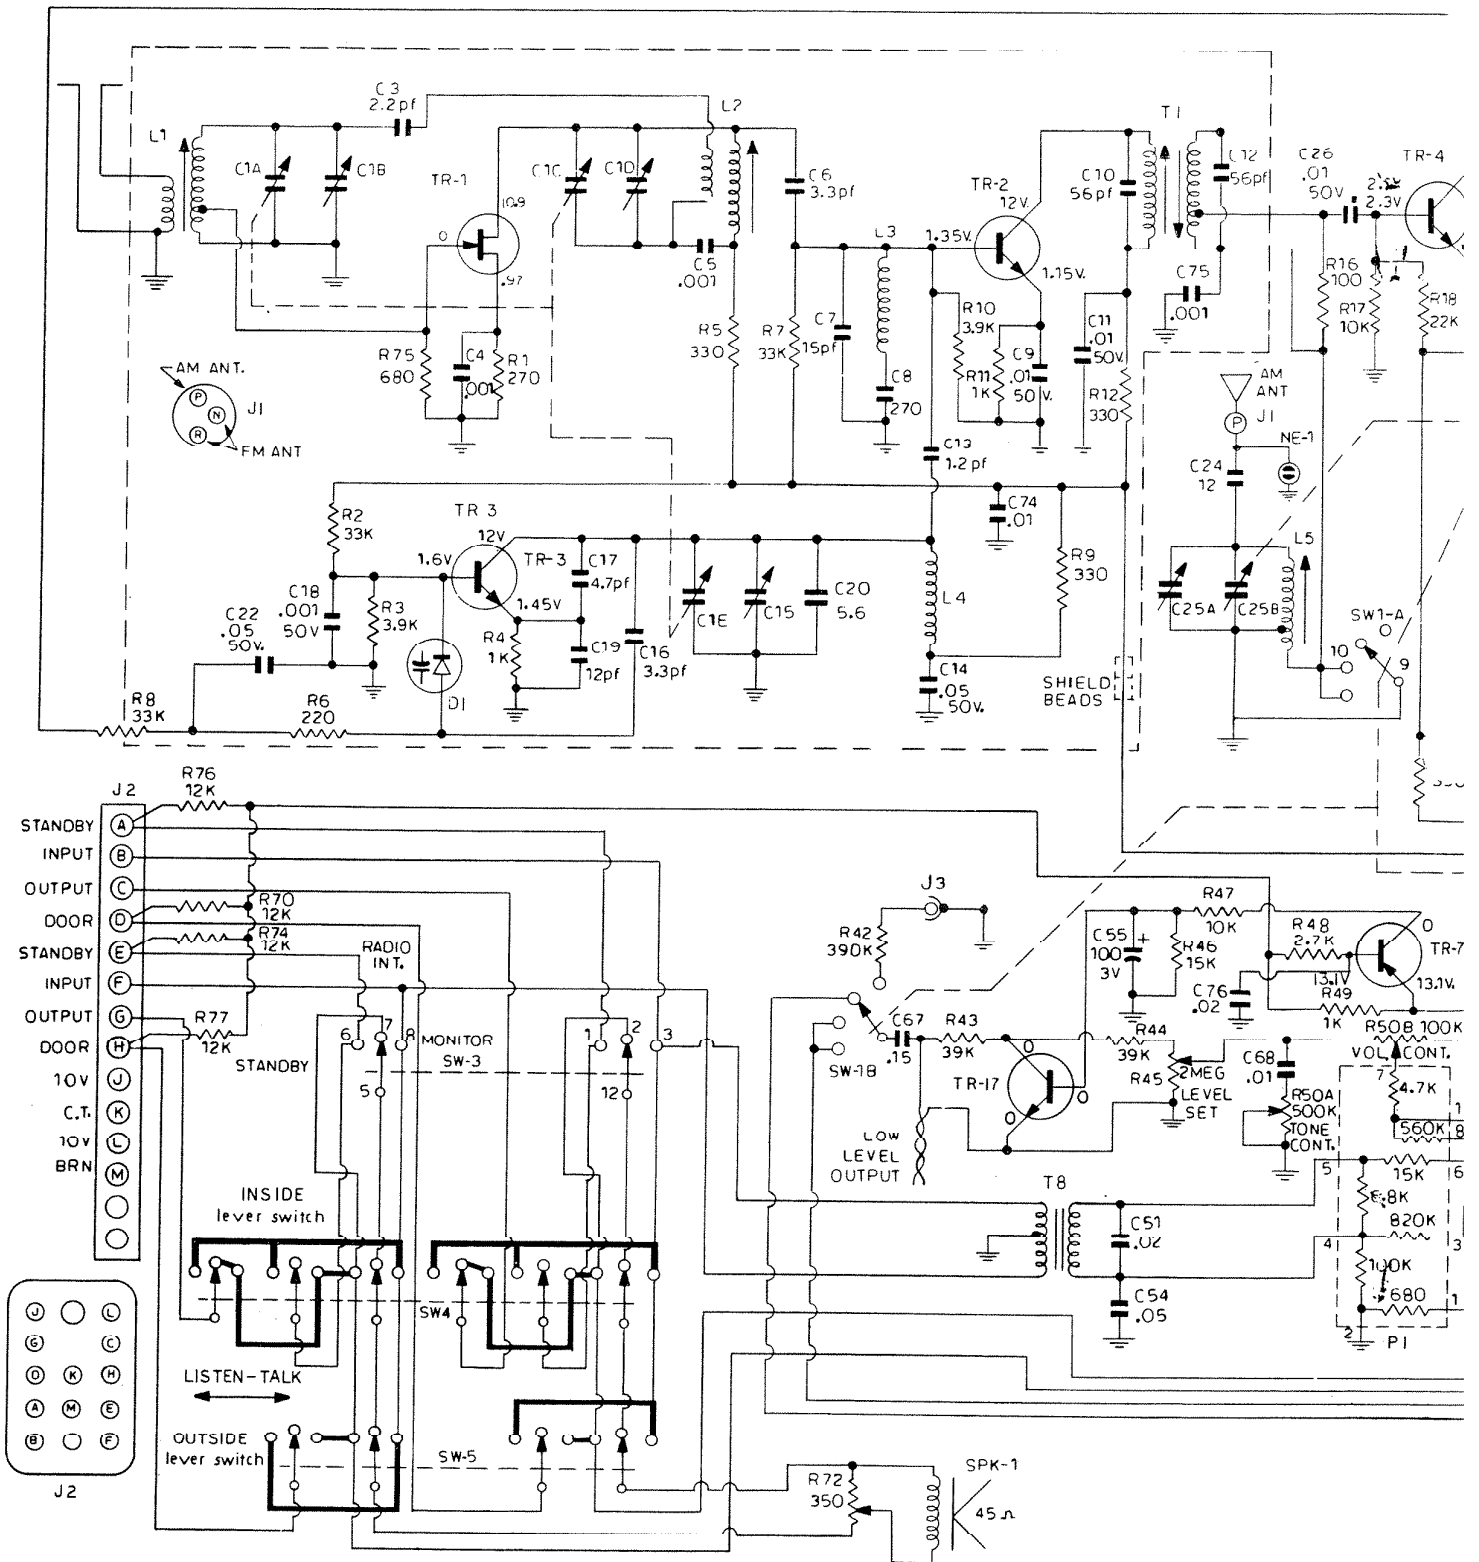 C3
2.2pf
L1
C1A
C1B
TR-1
10.9
0
.97
C1C
C1D
L2
C5
.001
C6
3.3pf
TR-2
12V.
1.35V.
1.15V.
L3
C10
56pf
T1
C12
56pf
C26
.01
50V
TR-4
2.3V
R16
100
R17
10K
R18
22K
C75
.001
R75
680
C4
.001
R1
270
R5
330
R7
33K
C7
15pf
C8
270
R10
3.9K
R11
1K
C9
.01
50V.
C11
.01
50V.
R12
330
AM ANT.
P
N
R
J1
FM ANT
AM
ANT
P
J1
NE-1
C24
12
C13
1.2pf
C74
.01
R9
330
L5
C25A
C25B
SW1-A
10
9
R2
33K
TR 3
12V
TR-3
1.6V
1.45V
C17
4.7pf
C18
.001
50V
R3
3.9K
C22
.05
50V.
R4
1K
C19
12pf
C16
3.3pf
D1
C1E
C15
C20
5.6
L4
C14
.05
50V.
SHIELD
BEADS
R8
33K
R6
220
J2
R76
12K
STANDBY A
INPUT B
OUTPUT C
DOOR D
STANDBY E
INPUT F
OUTPUT G
DOOR H
10V J
C.T. K
10V L
BRN M
R70
12K
R74
12K
R77
12K
RADIO
INT.
6
7
8
MONITOR
SW-3
STANDBY
5
1
2
3
12
J3
R42
390K
SW-1B
C67
.15
R43
39K
TR-17
0
0
0
LOW
LEVEL
OUTPUT
C55
100
3V
+
R46
15K
R47
10K
R48
2.7K
0
TR-7
13.1V
13.1V.
C76
.02
R49
1K
R44
39K
R45
2MEG
LEVEL
SET
C68
.01
R50B 100K
VOL. CONT.
R50A
500K
TONE
CONT.
7
4.7K
1
560K
8
5
15K
6
820K
4
3
100K
680
1
2
P1
T8
C51
.02
C54
.05
INSIDE
lever switch
SW4
LISTEN-TALK
OUTSIDE
lever switch
SW-5
J
L
G
C
D
K
H
A
M
E
B
F
J2
R72
350
SPK-1
45Ω